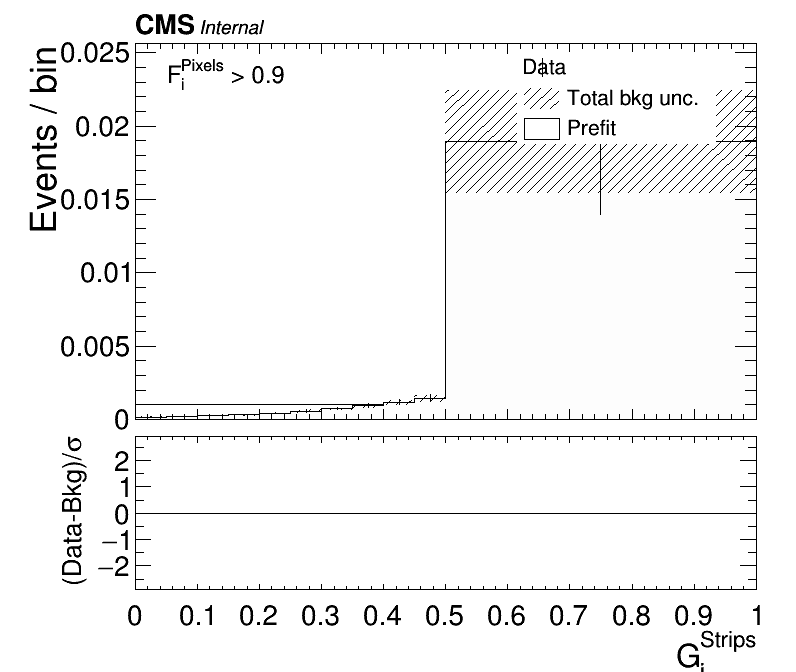 CMS Internal
F_i^Pixels > 0.9
Data
Total bkg unc.
Prefit
Events / bin
0.025
0.02
0.015
0.01
0.005
0
(Data-Bkg)/σ
2
1
0
−1
−2
0 0.1 0.2 0.3 0.4 0.5 0.6 0.7 0.8 0.9 1
G_i^Strips